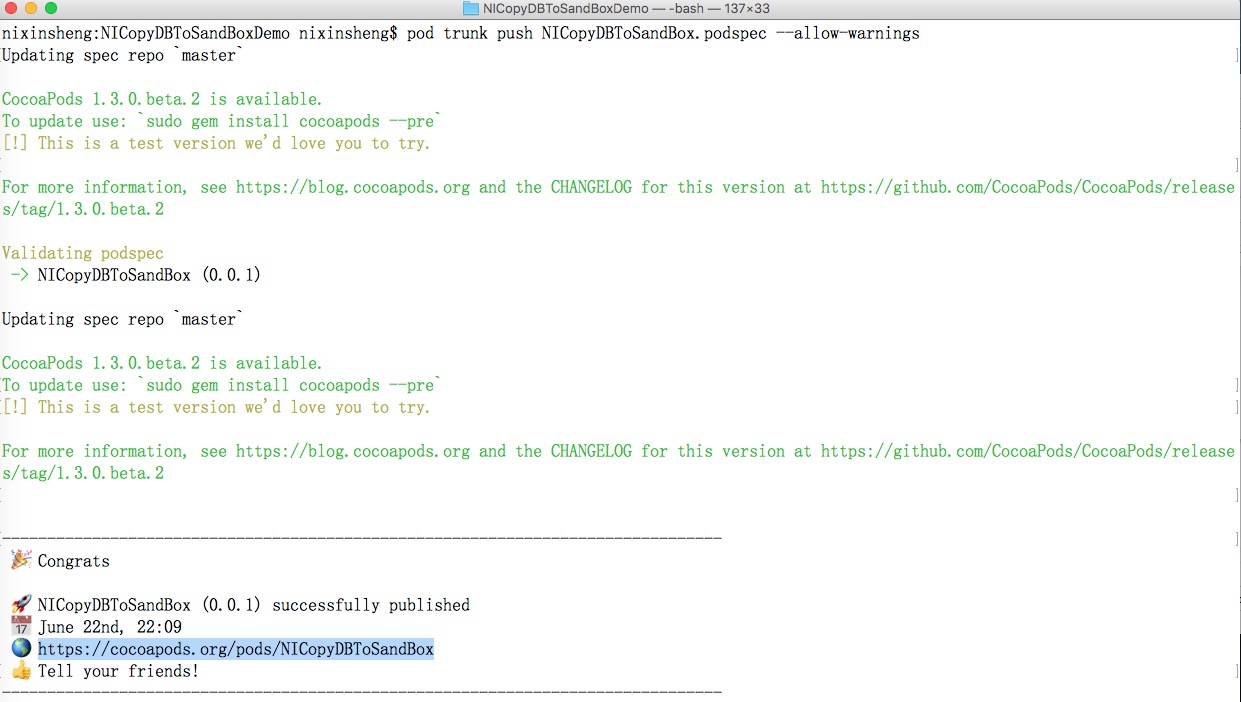 NICopyDBToSandBoxDemo — -bash — 137×33
nixinsheng:NICopyDBToSandBoxDemo nixinsheng$ pod trunk push NICopyDBToSandBox.podspec --allow-warnings
Updating spec repo `master`
CocoaPods 1.3.0.beta.2 is available.
To update use: `sudo gem install cocoapods --pre`
[!] This is a test version we'd love you to try.
For more information, see https://blog.cocoapods.org and the CHANGELOG for this version at https://github.com/CocoaPods/CocoaPods/release
s/tag/1.3.0.beta.2
Validating podspec
-> NICopyDBToSandBox (0.0.1)
Updating spec repo `master`
CocoaPods 1.3.0.beta.2 is available.
To update use: `sudo gem install cocoapods --pre`
[!] This is a test version we'd love you to try.
For more information, see https://blog.cocoapods.org and the CHANGELOG for this version at https://github.com/CocoaPods/CocoaPods/release
s/tag/1.3.0.beta.2
--------------------------------------------------------------------------------
🎉 Congrats
🚀 NICopyDBToSandBox (0.0.1) successfully published
📅 June 22nd, 22:09
🌎 https://cocoapods.org/pods/NICopyDBToSandBox
👍 Tell your friends!
--------------------------------------------------------------------------------